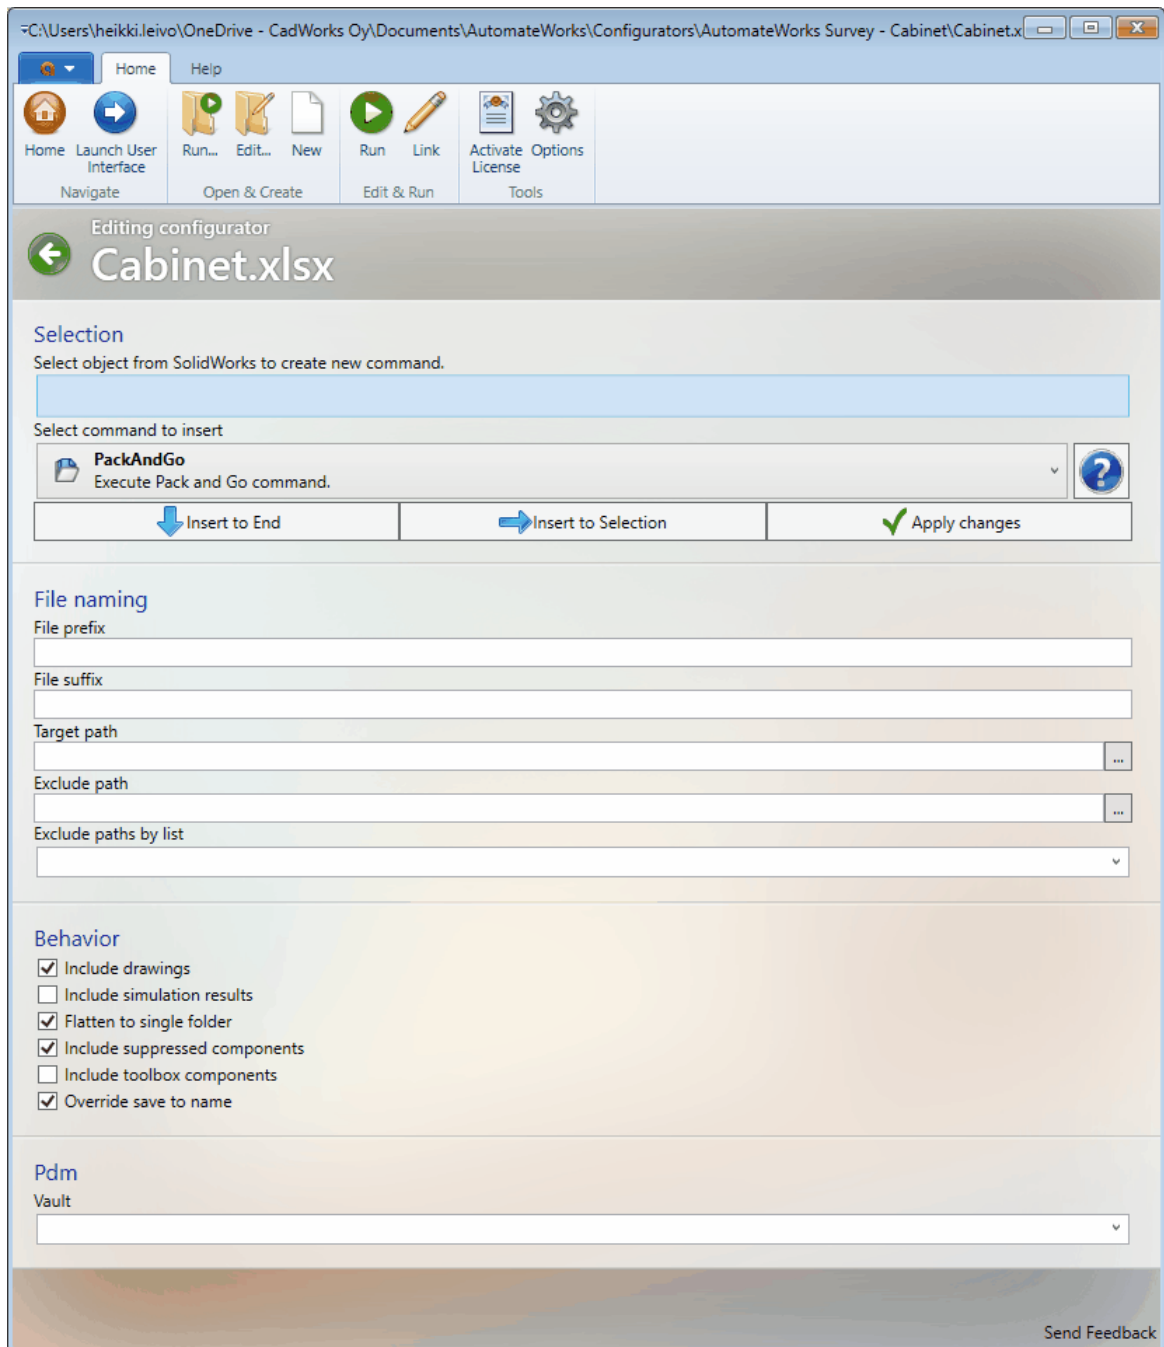 C:\Users\heikki.leivo\OneDrive - CadWorks Oy\Documents\AutomateWorks\Configurators\AutomateWorks Survey - Cabinet\Cabinet.x
Home Help
Home Launch User Interface Run... Edit... New Run Link Activate License Options
Navigate Open & Create Edit & Run Tools
Editing configurator
Cabinet.xlsx
Selection
Select object from SolidWorks to create new command.
Select command to insert
PackAndGo
Execute Pack and Go command.
Insert to End Insert to Selection Apply changes
File naming
File prefix
File suffix
Target path
...
Exclude path
...
Exclude paths by list
Behavior
Include drawings
Include simulation results
Flatten to single folder
Include suppressed components
Include toolbox components
Override save to name
Pdm
Vault
Send Feedback